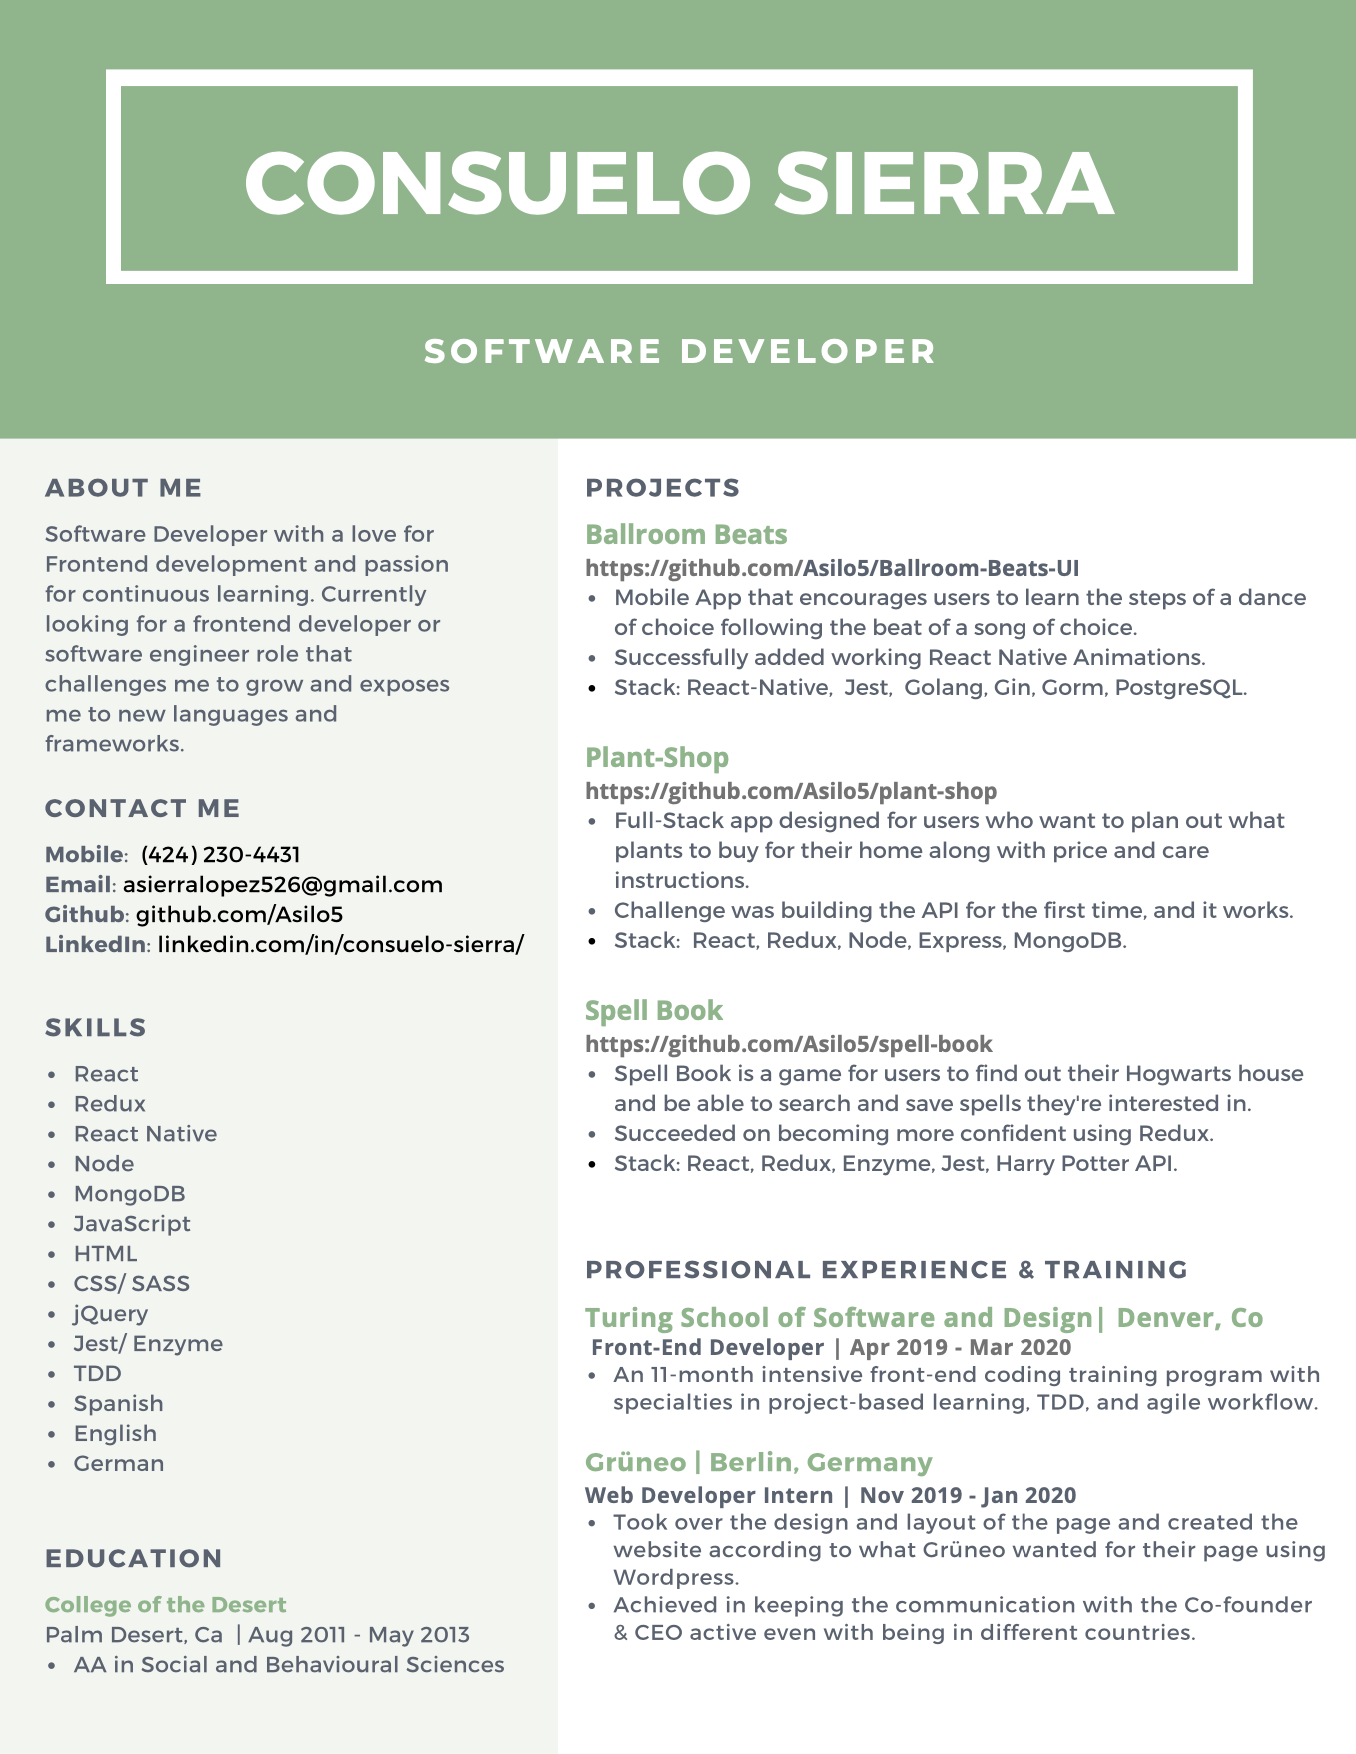 CONSUELO SIERRA
SOFTWARE DEVELOPER
ABOUT ME
Software Developer with a love for
Frontend development and passion
for continuous learning. Currently
looking for a frontend developer or
software engineer role that
challenges me to grow and exposes
me to new languages and
frameworks.
CONTACT ME
Mobile: (424) 230-4431
Email: asierralopez526@gmail.com
Github: github.com/Asilo5
LinkedIn: linkedin.com/in/consuelo-sierra/
SKILLS
• React
• Redux
• React Native
• Node
• MongoDB
• JavaScript
• HTML
• CSS/ SASS
• jQuery
• Jest/ Enzyme
• TDD
• Spanish
• English
• German
EDUCATION
College of the Desert
Palm Desert, Ca | Aug 2011 - May 2013
• AA in Social and Behavioural Sciences
PROJECTS
Ballroom Beats
https://github.com/Asilo5/Ballroom-Beats-UI
• Mobile App that encourages users to learn the steps of a dance
of choice following the beat of a song of choice.
• Successfully added working React Native Animations.
• Stack: React-Native, Jest, Golang, Gin, Gorm, PostgreSQL.
Plant-Shop
https://github.com/Asilo5/plant-shop
• Full-Stack app designed for users who want to plan out what
plants to buy for their home along with price and care
instructions.
• Challenge was building the API for the first time, and it works.
• Stack: React, Redux, Node, Express, MongoDB.
Spell Book
https://github.com/Asilo5/spell-book
• Spell Book is a game for users to find out their Hogwarts house
and be able to search and save spells they're interested in.
• Succeeded on becoming more confident using Redux.
• Stack: React, Redux, Enzyme, Jest, Harry Potter API.
PROFESSIONAL EXPERIENCE & TRAINING
Turing School of Software and Design| Denver, Co
Front-End Developer | Apr 2019 - Mar 2020
• An 11-month intensive front-end coding training program with
specialties in project-based learning, TDD, and agile workflow.
Grüneo | Berlin, Germany
Web Developer Intern | Nov 2019 - Jan 2020
• Took over the design and layout of the page and created the
website according to what Grüneo wanted for their page using
Wordpress.
• Achieved in keeping the communication with the Co-founder
& CEO active even with being in different countries.